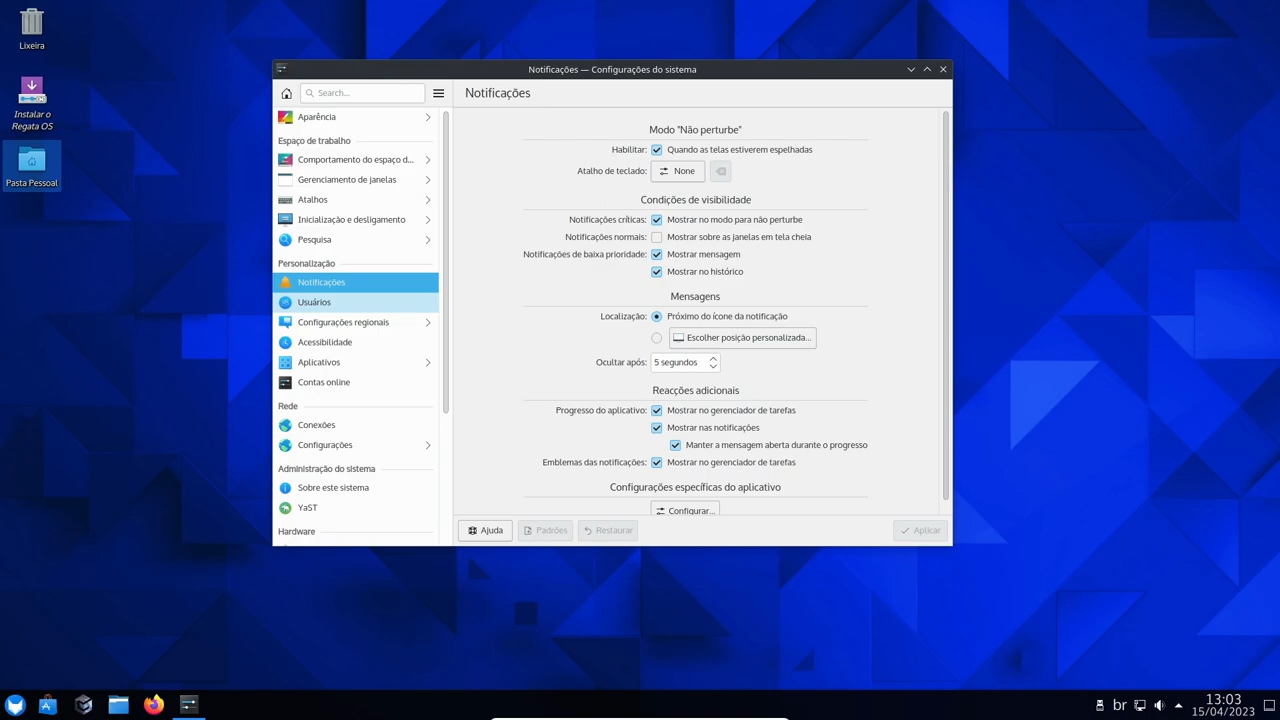 Lixeira
Instalar o
Regata OS
Pasta Pessoal
Notificações — Configurações do sistema
Search...
Notificações
Aparência
Espaço de trabalho
Comportamento do espaço d...
Gerenciamento de janelas
Atalhos
Inicialização e desligamento
Pesquisa
Personalização
Notificações
Usuários
Configurações regionais
Acessibilidade
Aplicativos
Contas online
Rede
Conexões
Configurações
Administração do sistema
Sobre este sistema
YaST
Hardware
Modo "Não perturbe"
Habilitar: Quando as telas estiverem espelhadas
Atalho de teclado: None
Condições de visibilidade
Notificações críticas: Mostrar no modo para não perturbe
Notificações normais: Mostrar sobre as janelas em tela cheia
Notificações de baixa prioridade: Mostrar mensagem
Mostrar no histórico
Mensagens
Localização: Próximo do ícone da notificação
Escolher posição personalizada...
Ocultar após: 5 segundos
Reacções adicionais
Progresso do aplicativo: Mostrar no gerenciador de tarefas
Mostrar nas notificações
Manter a mensagem aberta durante o progresso
Emblemas das notificações: Mostrar no gerenciador de tarefas
Configurações específicas do aplicativo
Configurar...
Ajuda Padrões Restaurar Aplicar
br
13:03
15/04/2023